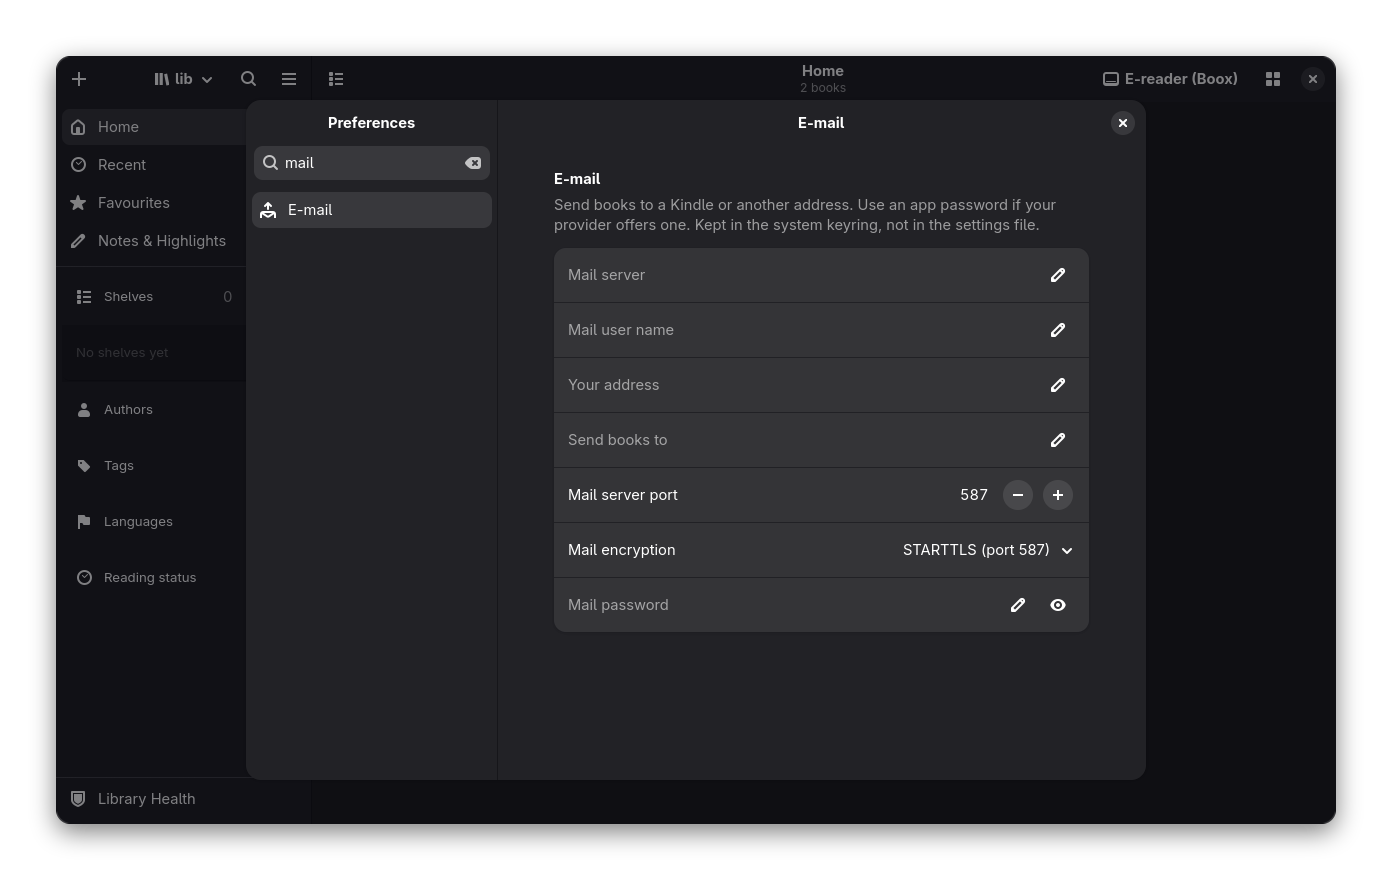 lib
Home
2 books
E-reader (Boox)
Home
Recent
Favourites
Notes & Highlights
Shelves 0
No shelves yet
Authors
Tags
Languages
Reading status
Library Health
Preferences
mail
E-mail
E-mail
E-mail
Send books to a Kindle or another address. Use an app password if your
provider offers one. Kept in the system keyring, not in the settings file.
Mail server
Mail user name
Your address
Send books to
Mail server port 587
Mail encryption STARTTLS (port 587)
Mail password